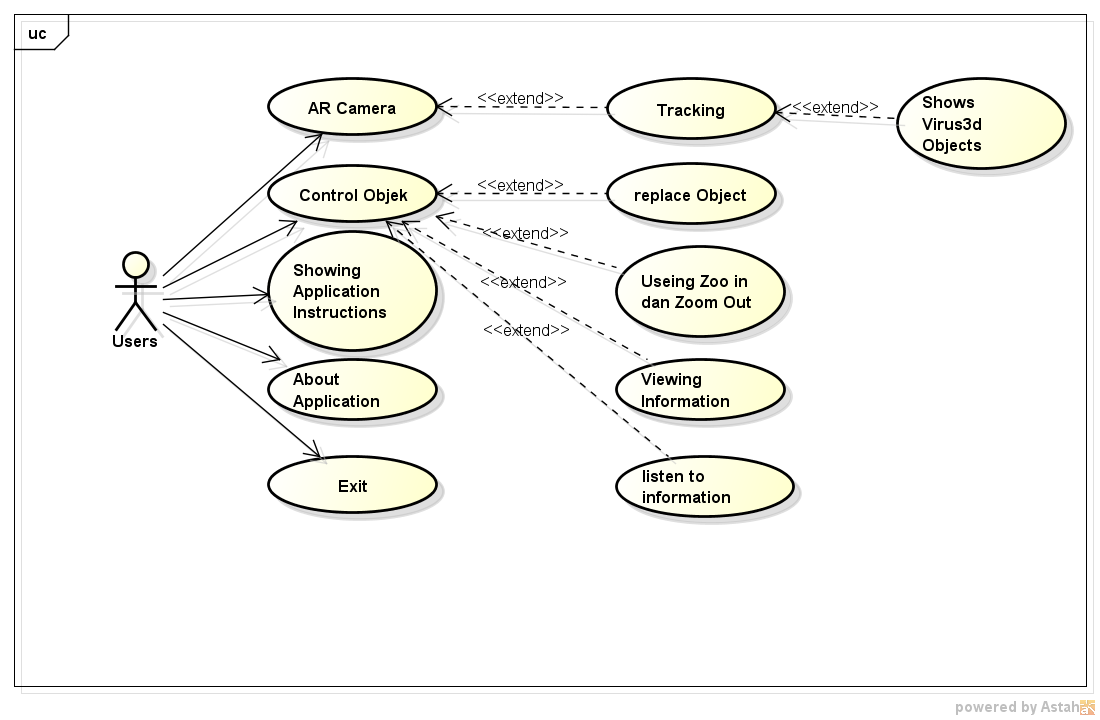 uc
AR Camera
<<extend>>
Tracking
<<extend>>
Shows
Virus3d
Objects
Control Objek
<<extend>>
replace Object
<<extend>>
Showing
Application
Instructions
<<extend>>
Useing Zoo in
dan Zoom Out
<<extend>>
Users
About
Application
Viewing
Information
Exit
listen to
information
powered by Astah